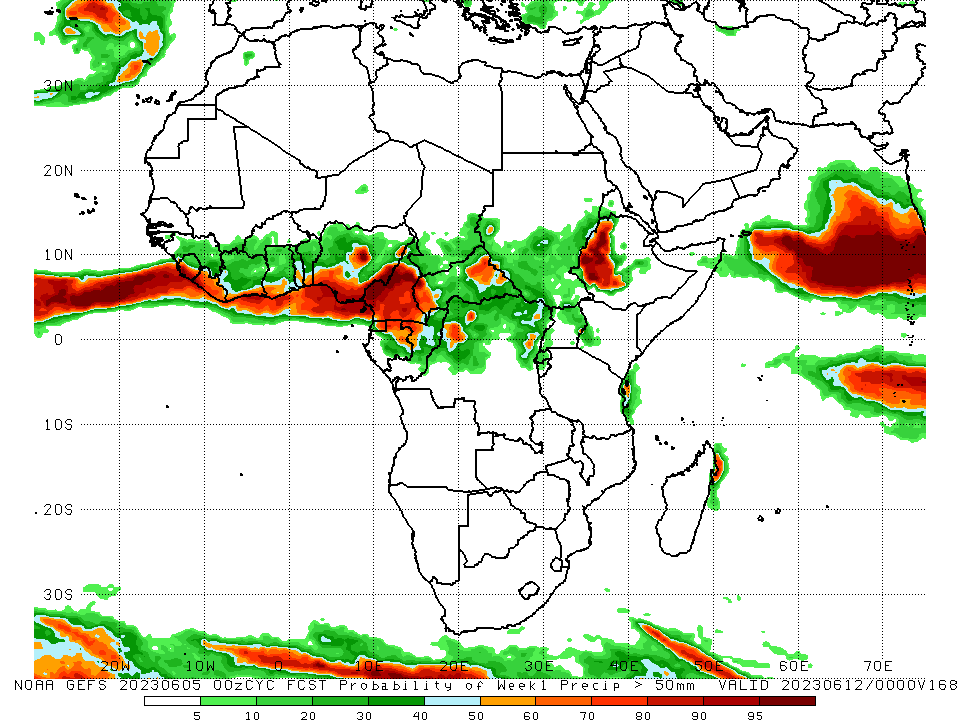 30N
20N
10N
0
10S
20S
30S
20W 10W 0 10E 20E 30E 40E 50E 60E 70E
NOAA GEFS 20230605 00zCYC FCST Probability of Week1 Precip > 50mm VALID 20230612/0000V168
5 10 20 30 40 50 60 70 80 90 95